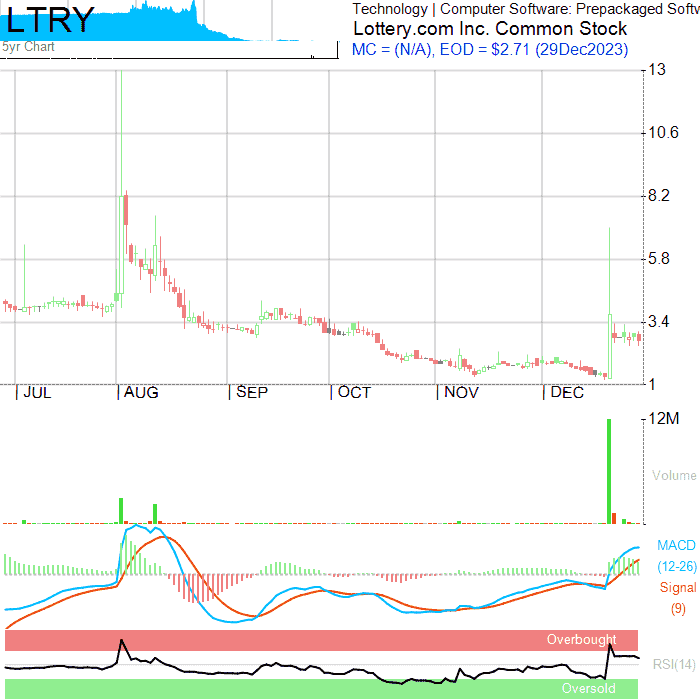 LTRY
Technology | Computer Software: Prepackaged Softw
Lottery.com Inc. Common Stock
5yr Chart
MC = (N/A), EOD = $2.71 (29Dec2023)
13
10.6
8.2
5.8
3.4
1
JUL AUG SEP OCT NOV DEC
12M
Volume
MACD
(12-26)
Signal
(9)
Overbought
RSI(14)
Oversold